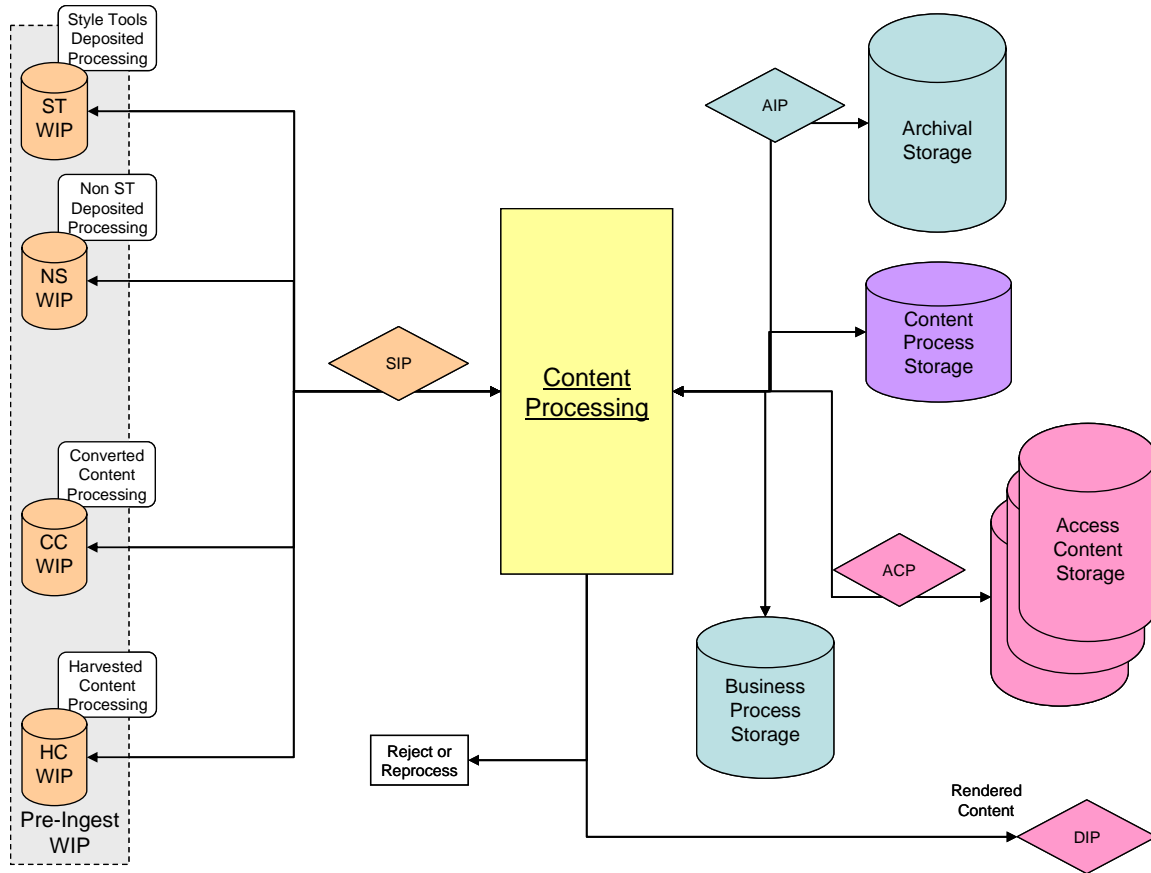 Style Tools
Deposited
Processing
ST
WIP
Non ST
Deposited
Processing
NS
WIP
Converted
Content
Processing
CC
WIP
Harvested
Content
Processing
HC
WIP
Pre-Ingest
WIP
SIP
Content
Processing
Reject or
Reprocess
AIP
Archival
Storage
Content
Process
Storage
ACP
Access
Content
Storage
Business
Process
Storage
Rendered
Content
DIP